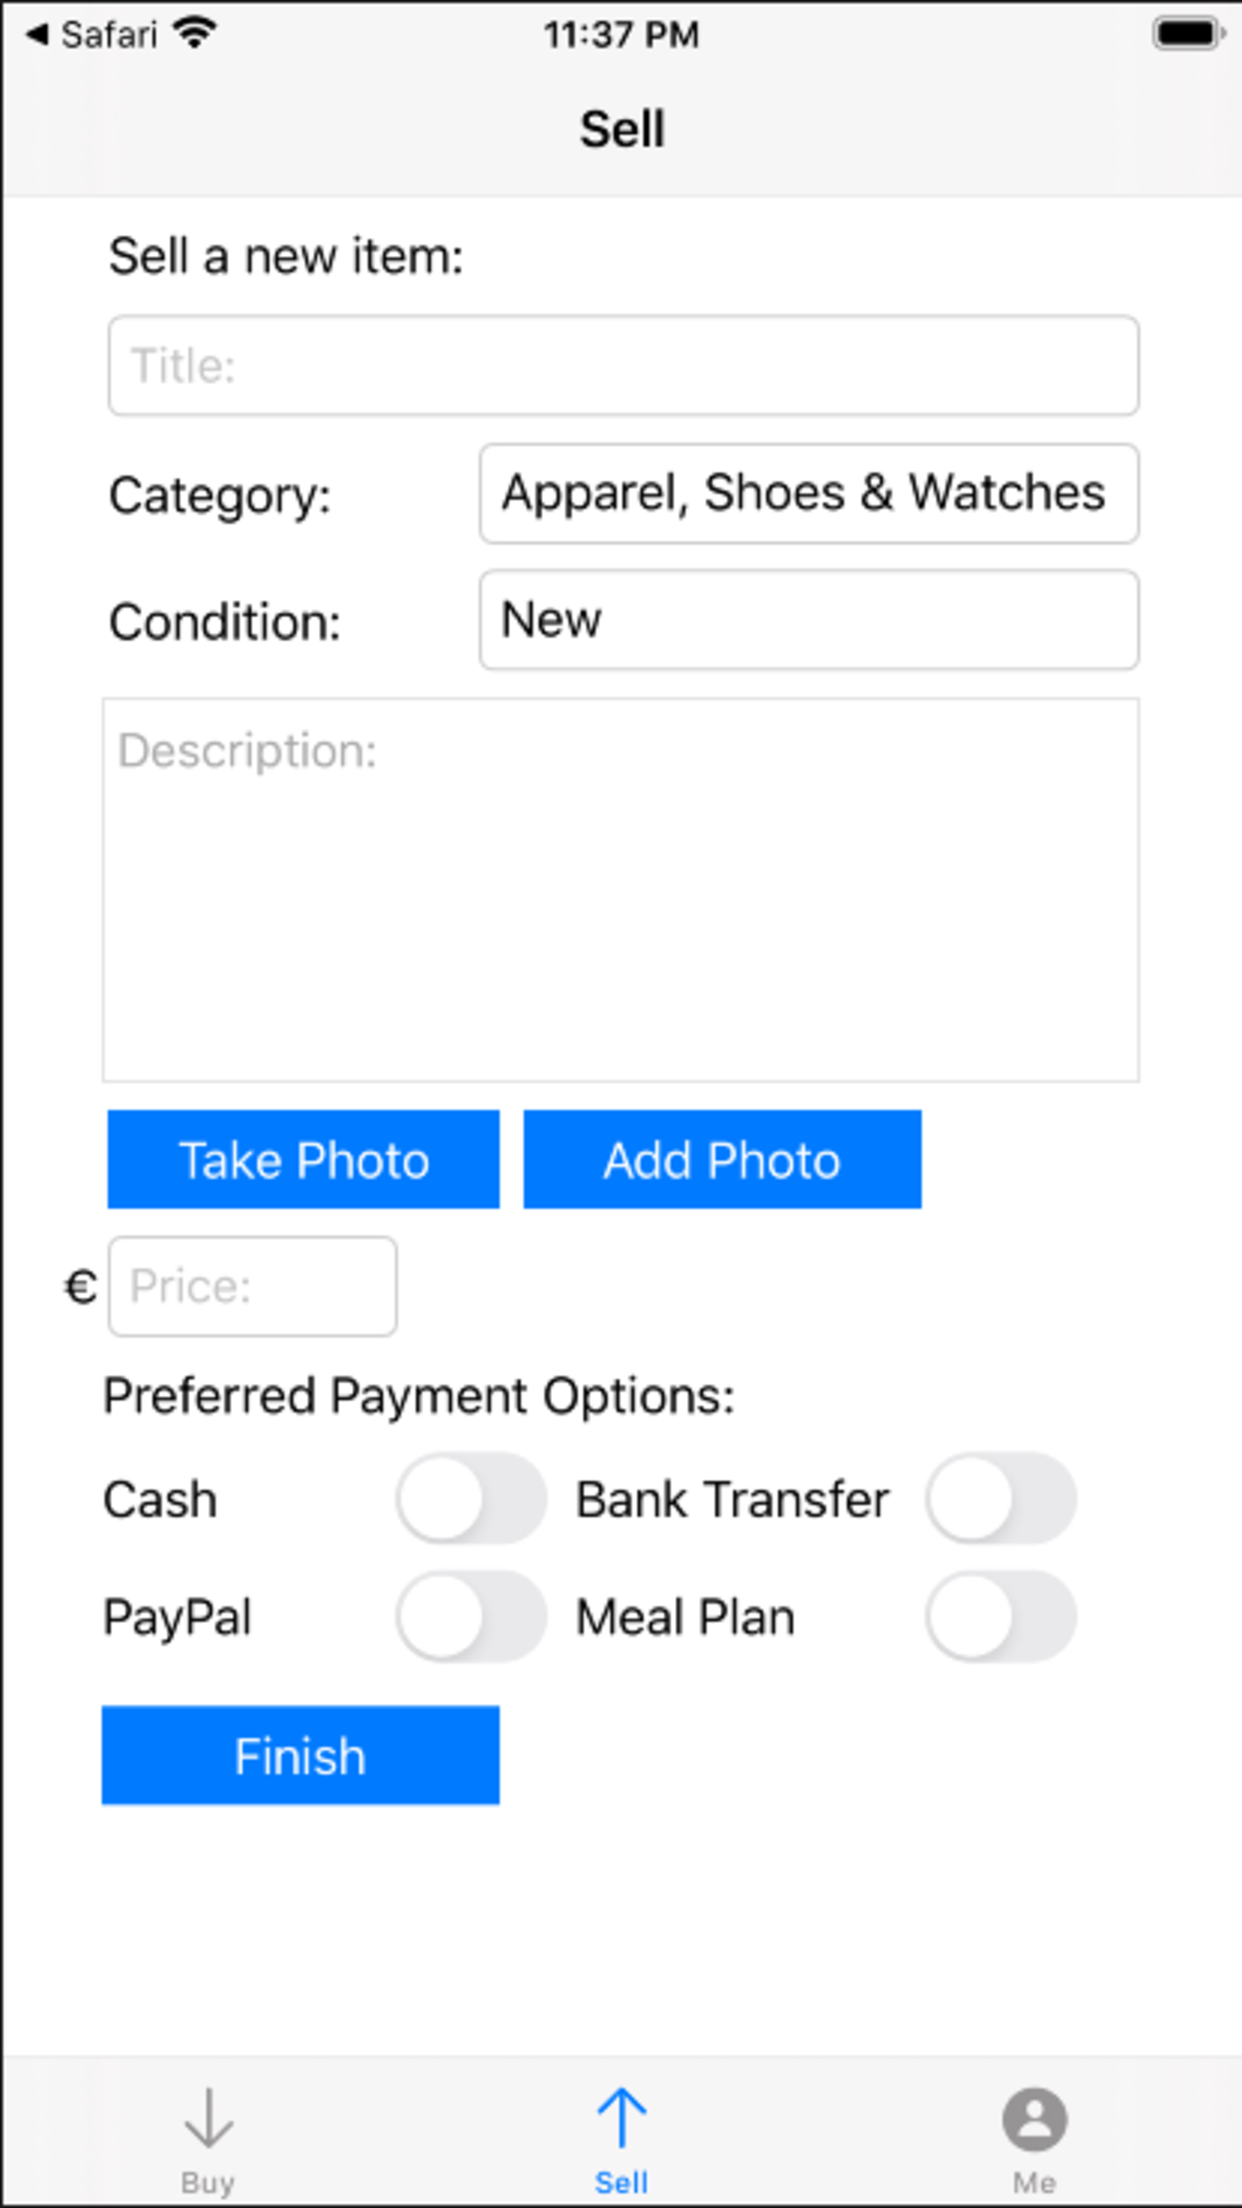 Safari 11:37 PM
Sell
Sell a new item:
Title:
Category: Apparel, Shoes & Watches
Condition: New
Description:
Take Photo Add Photo
€ Price:
Preferred Payment Options:
Cash Bank Transfer
PayPal Meal Plan
Finish
Buy Sell Me